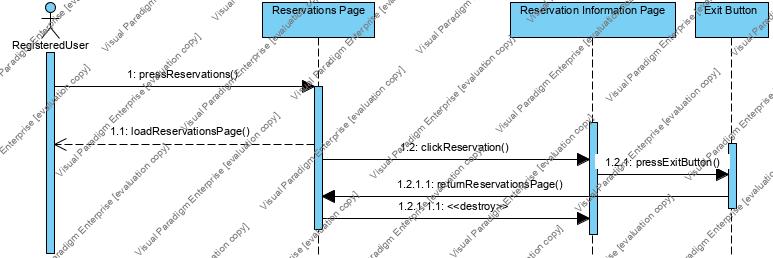 Reservations Page
Reservation Information Page
Exit Button
RegisteredUser
1: pressReservations()
1.1: loadReservationsPage()
1.2: clickReservation()
1.2.1: pressExitButton()
1.2.1.1: returnReservationsPage()
1.2.1.1.1: <<destroy>>
Visual Paradigm Enterprise [evaluation copy]